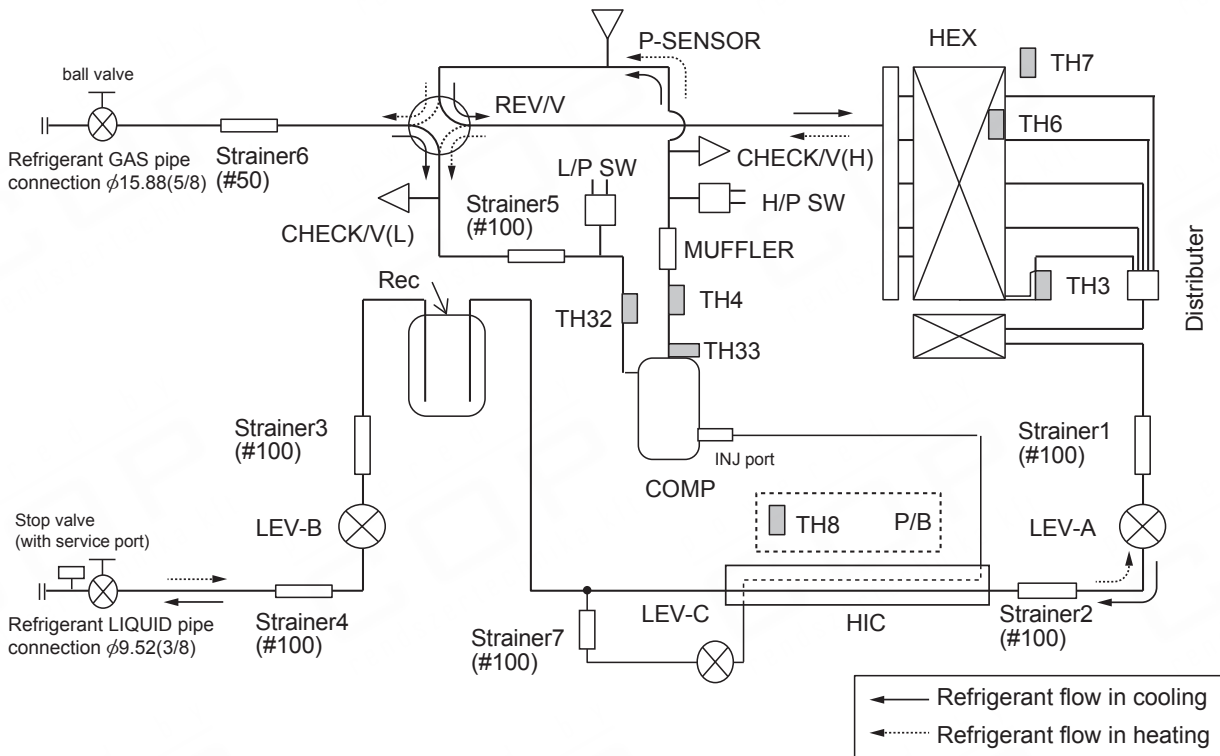 P-SENSOR
HEX
TH7
ball valve
REV/V
TH6
Refrigerant GAS pipe
connection ϕ15.88(5/8)
Strainer6
(#50)
CHECK/V(H)
L/P SW
Strainer5
(#100)
H/P SW
CHECK/V(L)
MUFFLER
Rec
TH4
TH3
Distributer
TH32
TH33
Strainer3
(#100)
Strainer1
(#100)
INJ port
COMP
Stop valve
(with service port)
LEV-B
TH8
P/B
LEV-A
Refrigerant LIQUID pipe
connection ϕ9.52(3/8)
Strainer4
(#100)
LEV-C
HIC
Strainer2
(#100)
Strainer7
(#100)
Refrigerant flow in cooling
Refrigerant flow in heating